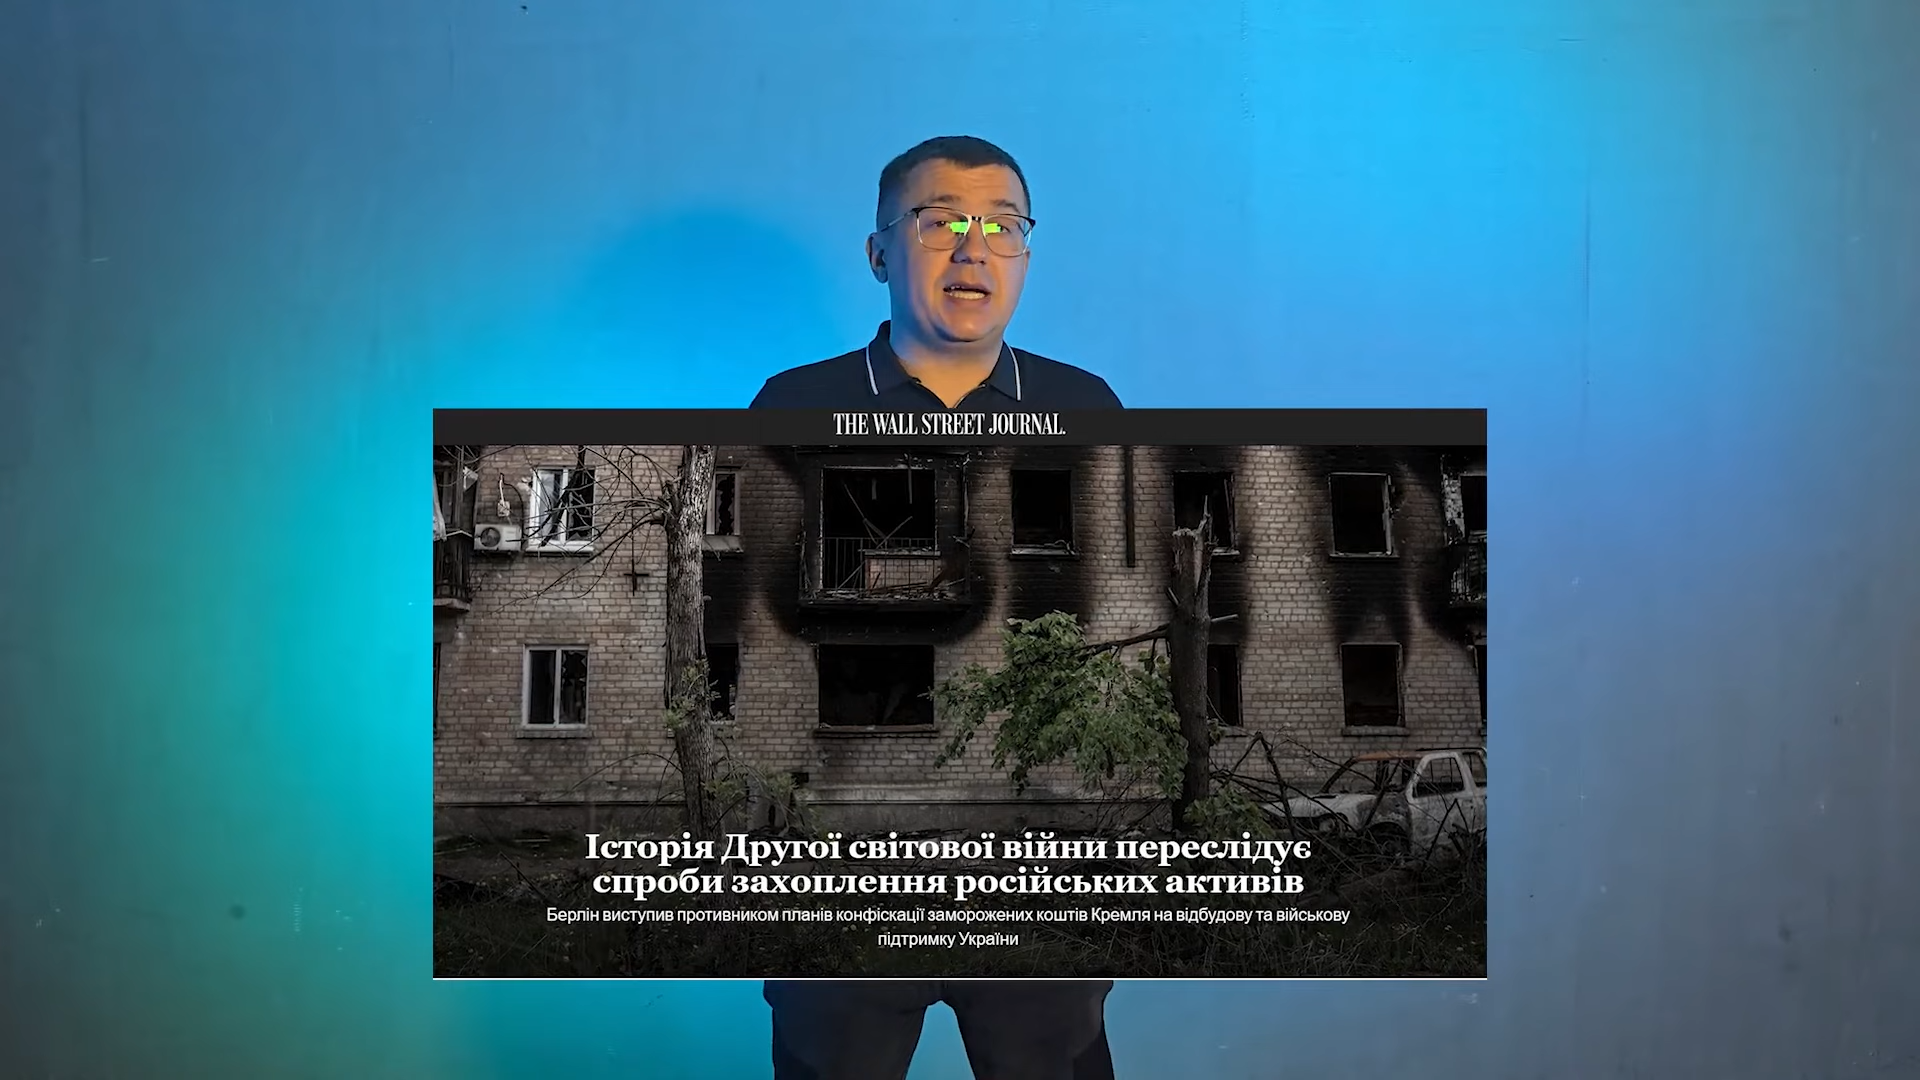 THE WALL STREET JOURNAL.
Історія Другої світової війни переслідує
спроби захоплення російських активів
Берлін виступив противником планів конфіскації заморожених коштів Кремля на відбудову та військову
підтримку України